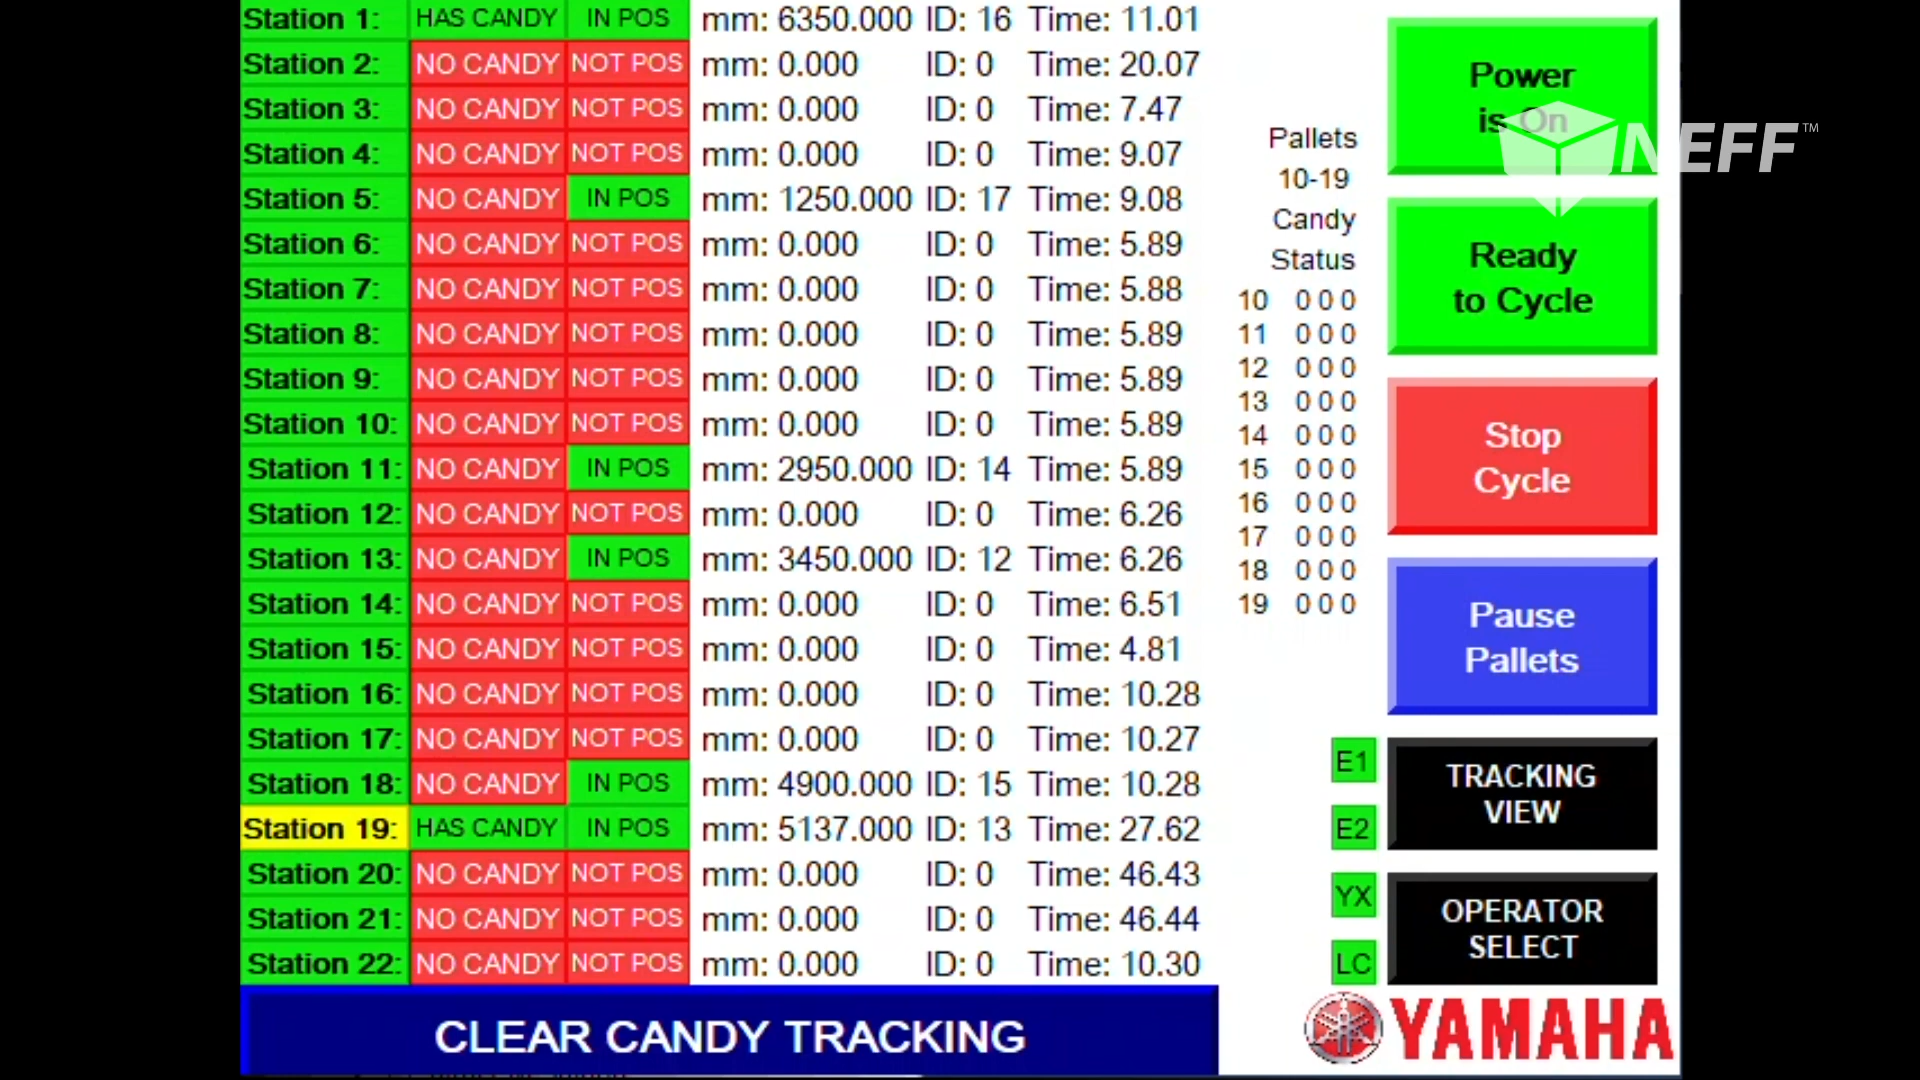 Station 1: HAS CANDY IN POS mm: 6350.000 ID: 16 Time: 11.01
Station 2: NO CANDY NOT POS mm: 0.000 ID: 0 Time: 20.07
Station 3: NO CANDY NOT POS mm: 0.000 ID: 0 Time: 7.47
Station 4: NO CANDY NOT POS mm: 0.000 ID: 0 Time: 9.07
Station 5: NO CANDY IN POS mm: 1250.000 ID: 17 Time: 9.08
Station 6: NO CANDY NOT POS mm: 0.000 ID: 0 Time: 5.89
Station 7: NO CANDY NOT POS mm: 0.000 ID: 0 Time: 5.88
Station 8: NO CANDY NOT POS mm: 0.000 ID: 0 Time: 5.89
Station 9: NO CANDY NOT POS mm: 0.000 ID: 0 Time: 5.89
Station 10: NO CANDY NOT POS mm: 0.000 ID: 0 Time: 5.89
Station 11: NO CANDY IN POS mm: 2950.000 ID: 14 Time: 5.89
Station 12: NO CANDY NOT POS mm: 0.000 ID: 0 Time: 6.26
Station 13: NO CANDY IN POS mm: 3450.000 ID: 12 Time: 6.26
Station 14: NO CANDY NOT POS mm: 0.000 ID: 0 Time: 6.51
Station 15: NO CANDY NOT POS mm: 0.000 ID: 0 Time: 4.81
Station 16: NO CANDY NOT POS mm: 0.000 ID: 0 Time: 10.28
Station 17: NO CANDY NOT POS mm: 0.000 ID: 0 Time: 10.27
Station 18: NO CANDY IN POS mm: 4900.000 ID: 15 Time: 10.28
Station 19: HAS CANDY IN POS mm: 5137.000 ID: 13 Time: 27.62
Station 20: NO CANDY NOT POS mm: 0.000 ID: 0 Time: 46.43
Station 21: NO CANDY NOT POS mm: 0.000 ID: 0 Time: 46.44
Station 22: NO CANDY NOT POS mm: 0.000 ID: 0 Time: 10.30
CLEAR CANDY TRACKING
Pallets
10-19
Candy
Status
10 0 0 0
11 0 0 0
12 0 0 0
13 0 0 0
14 0 0 0
15 0 0 0
16 0 0 0
17 0 0 0
18 0 0 0
19 0 0 0
Power
is On
NEFF™
Ready
to Cycle
Stop
Cycle
Pause
Pallets
E1
E2
YX
LC
TRACKING
VIEW
OPERATOR
SELECT
YAMAHA